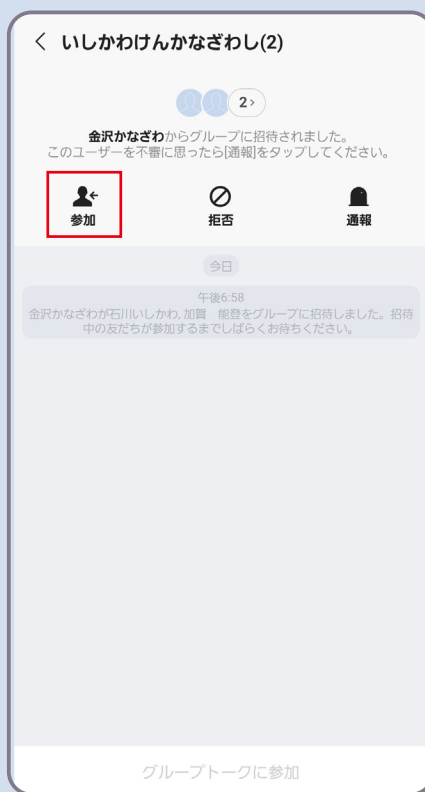 いしかわけんかなざわし(2)
2
金沢かなざわからグループに招待されました。
このユーザーを不審に思ったら[通報]をタップしてください。
参加 拒否 通報
今日
午後6:58
金沢かなざわが石川いしかわ, 加賀　能登をグループに招待しました。招待
中の友だちが参加するまでしばらくお待ちください。
グループトークに参加